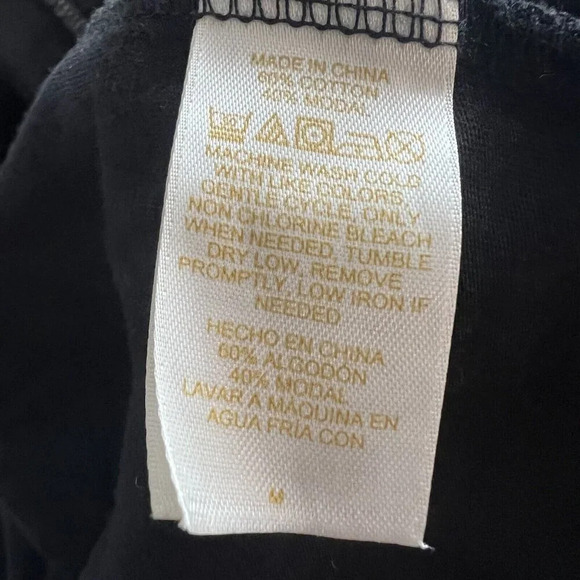 MADE IN CHINA
60% COTTON
40% MODAL
MACHINE WASH COLD
WITH LIKE COLORS,
GENTLE CYCLE, ONLY
NON CHLORINE BLEACH
WHEN NEEDED, TUMBLE
DRY LOW, REMOVE
PROMPTLY, LOW IRON IF
NEEDED
HECHO EN CHINA
60% ALGODÓN
40% MODAL
LAVAR A MÁQUINA EN
AGUA FRÍA CON
M